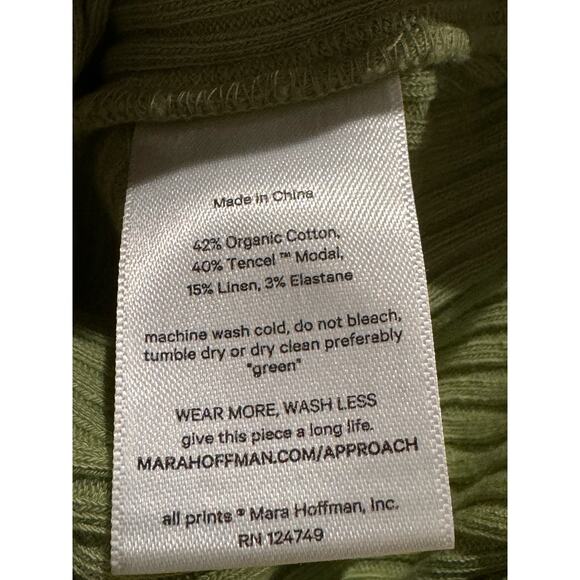 Made in China
42% Organic Cotton,
40% Tencel ™ Modal,
15% Linen, 3% Elastane
machine wash cold, do not bleach,
tumble dry or dry clean preferably
"green"
WEAR MORE, WASH LESS
give this piece a long life.
MARAHOFFMAN.COM/APPROACH
all prints ® Mara Hoffman, Inc.
RN 124749